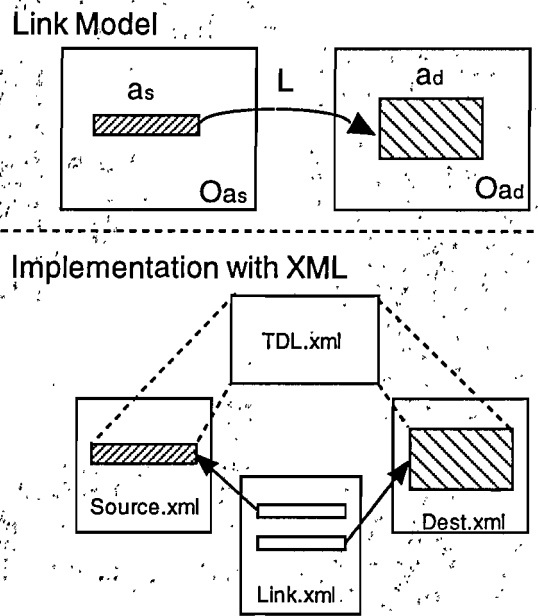 Link Model
as
L
ad
Oas
Oad
Implementation with XML
TDL.xml
Source.xml
Dest.xml
Link.xml